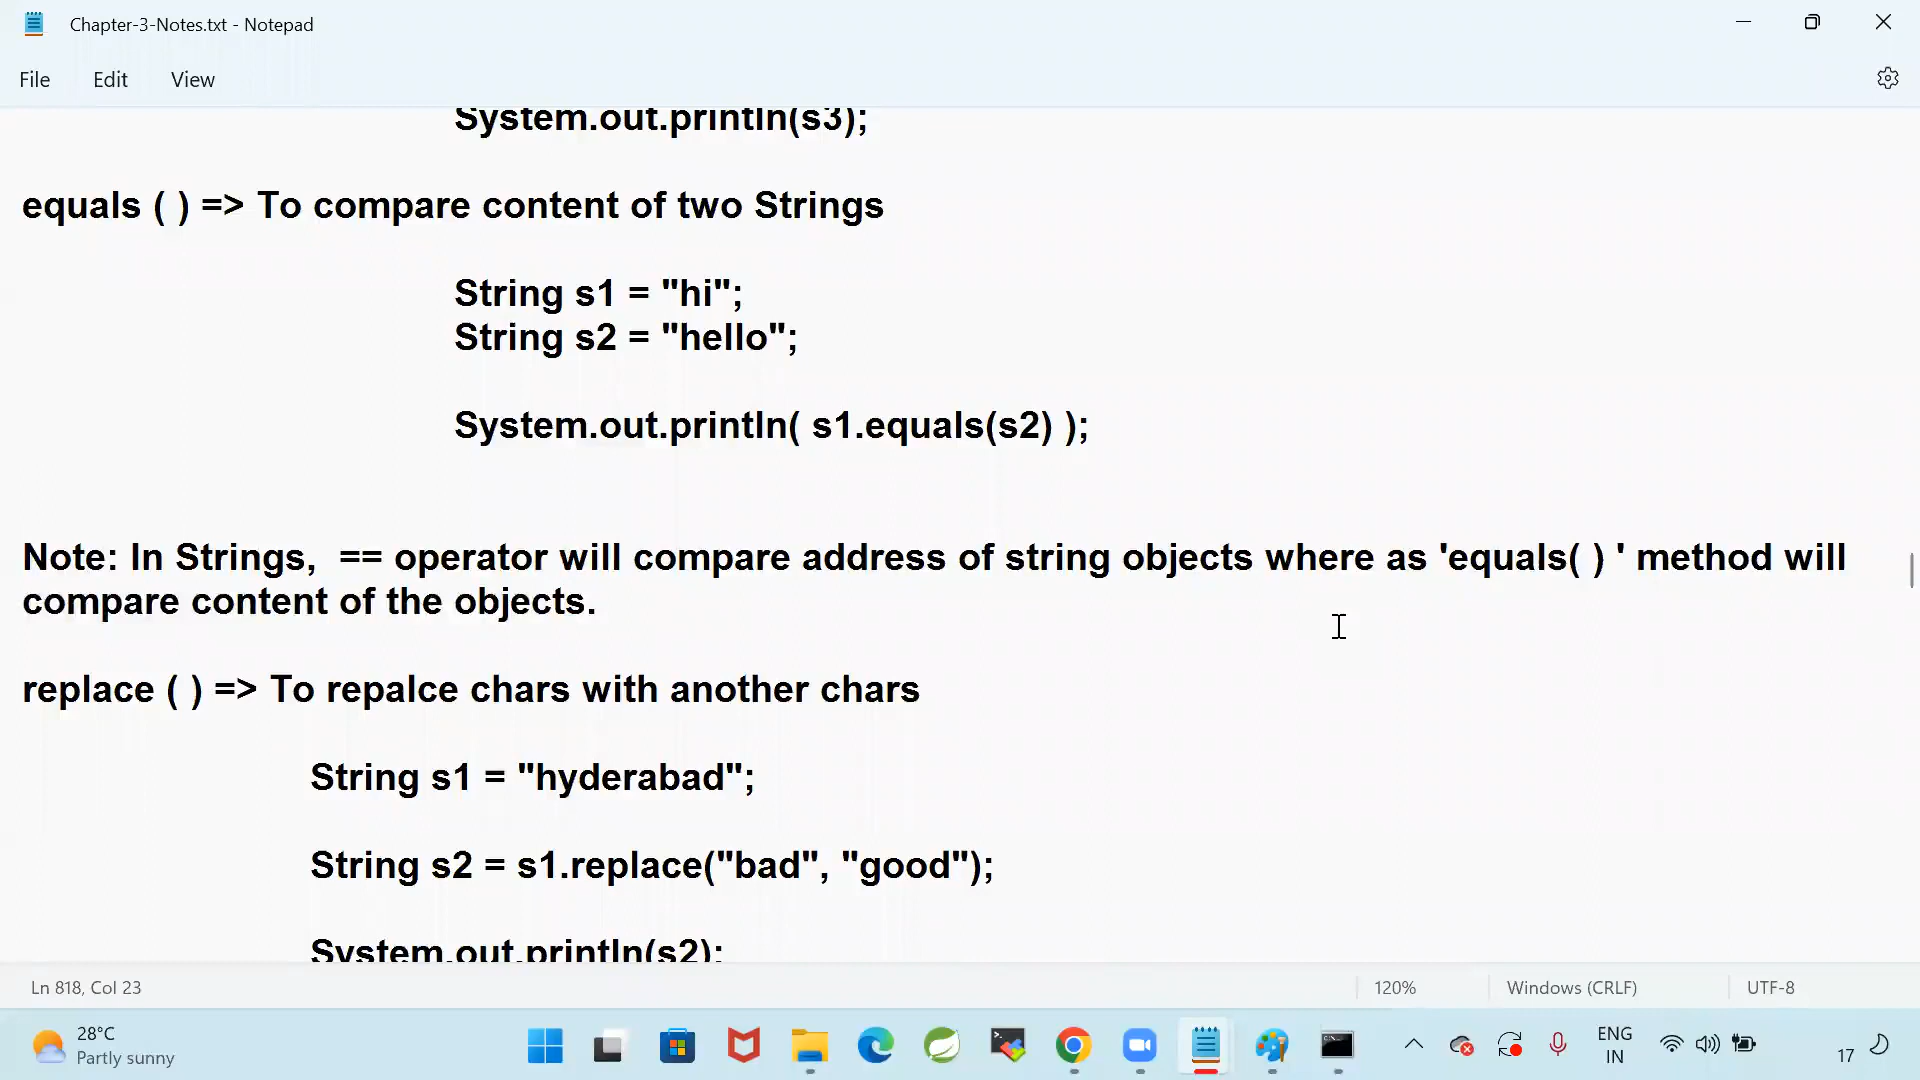 Chapter-3-Notes.txt - Notepad
File Edit View
System.out.println(s3);
equals ( ) => To compare content of two Strings
String s1 = "hi";
String s2 = "hello";
System.out.println( s1.equals(s2) );
Note: In Strings,  == operator will compare address of string objects where as 'equals( ) ' method will
compare content of the objects.
replace ( ) => To repalce chars with another chars
String s1 = "hyderabad";
String s2 = s1.replace("bad", "good");
System.out.println(s2);
Ln 818, Col 23 120% Windows (CRLF) UTF-8
28°C
Partly sunny
ENG
IN
17